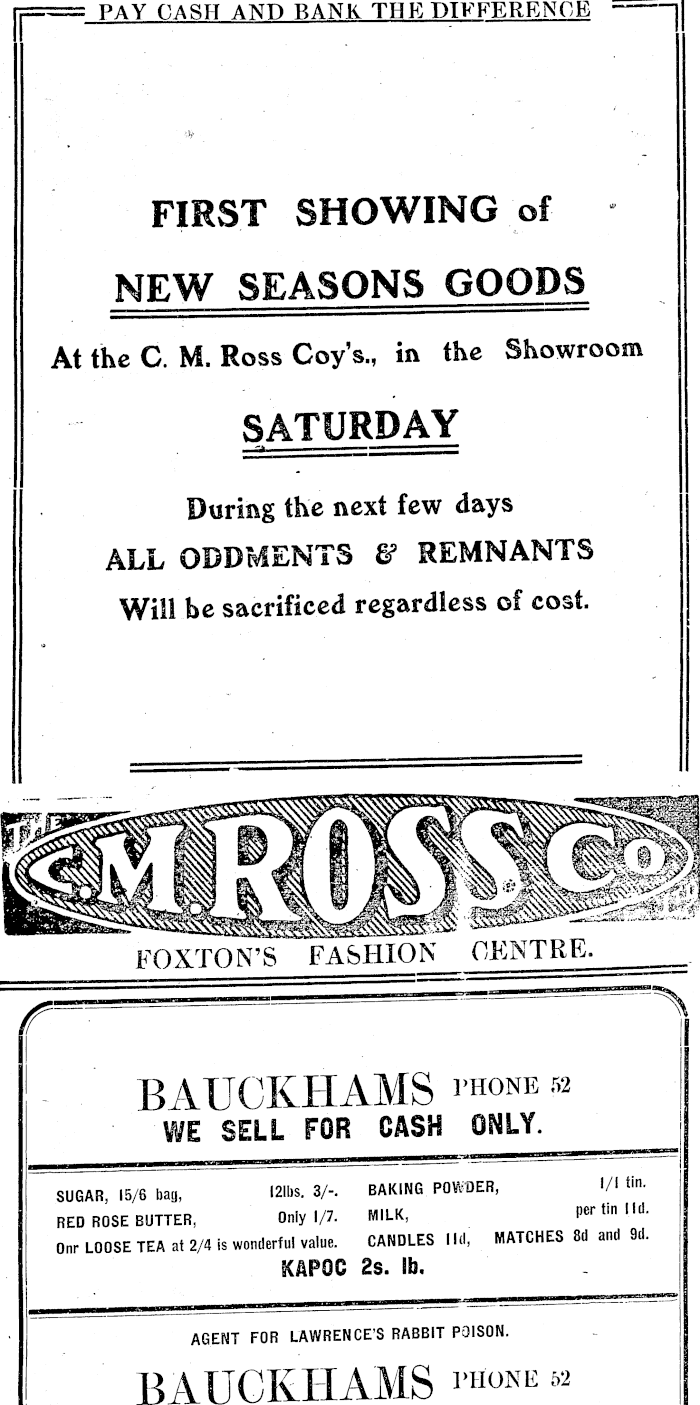 PAY CASH AND BANK THE DIFFERENCE
FIRST SHOWING of
NEW SEASONS GOODS
At the C. M. Ross Coy's., in the Showroom
SATURDAY
During the next few days
ALL ODDMENTS & REMNANTS
Will be sacrificed regardless of cost.
THE
C.M. ROSS Co
FOXTON'S FASHION CENTRE.
BAUCKHAMS PHONE 52
WE SELL FOR CASH ONLY.
SUGAR, 15/6 bag, 12lbs. 3/-. BAKING POWDER, 1/1 tin.
RED ROSE BUTTER, Only 1/7. MILK, per tin 11d.
Onr LOOSE TEA at 2/4 is wonderful value. CANDLES 11d, MATCHES 8d and 9d.
KAPOC 2s. lb.
AGENT FOR LAWRENCE'S RABBIT POISON.
BAUCKHAMS PHONE 52